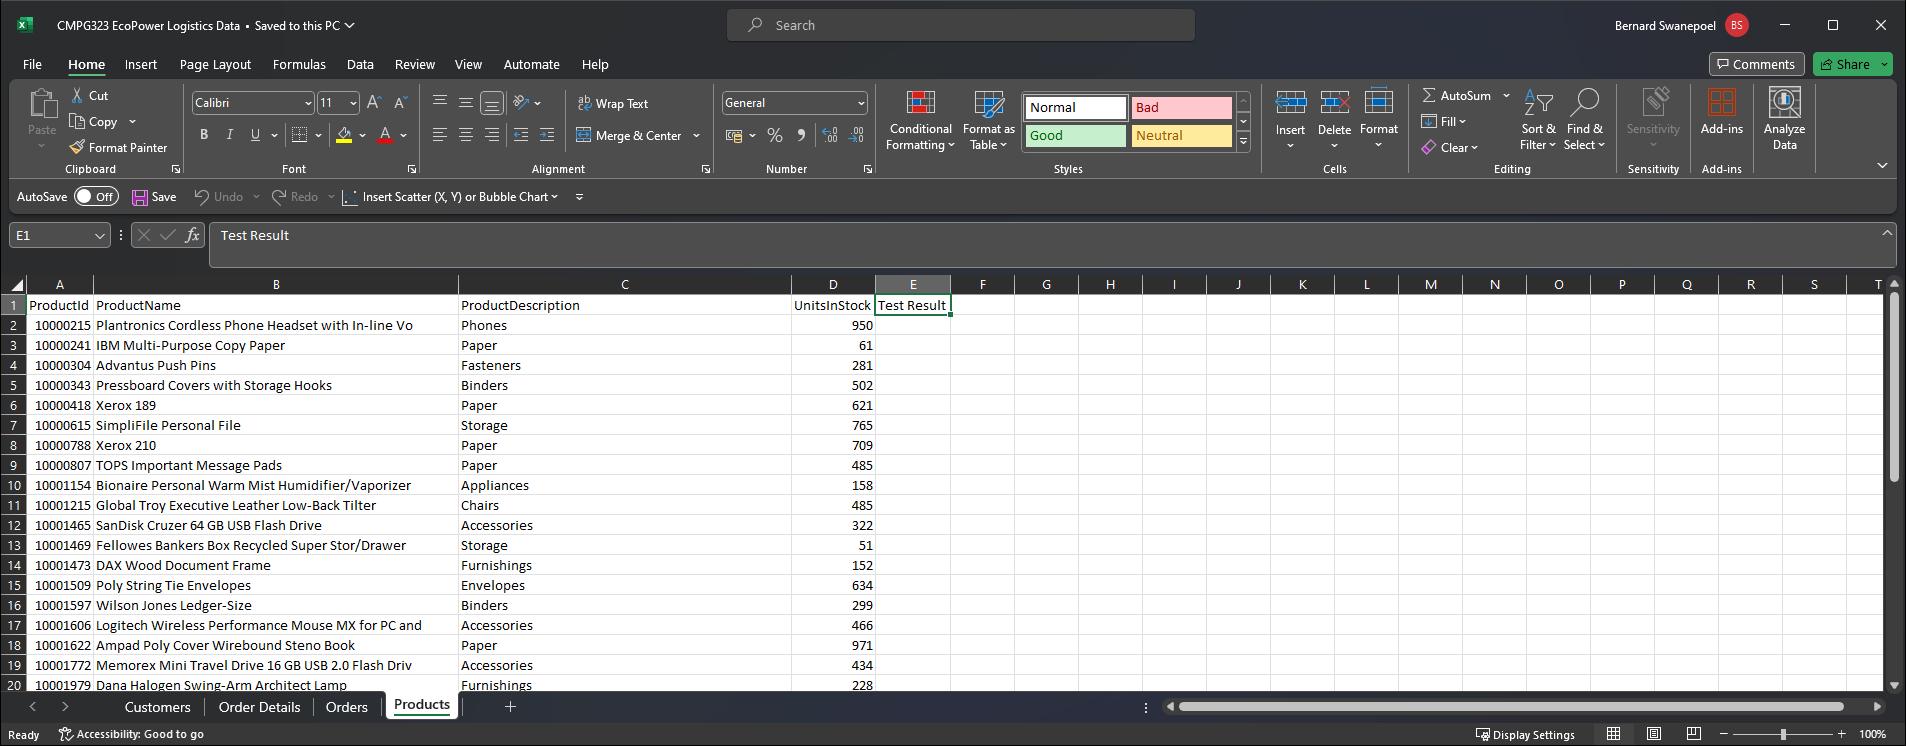 CMPG323 EcoPower Logistics Data • Saved to this PC
Search
Bernard Swanepoel BS
File Home Insert Page Layout Formulas Data Review View Automate Help
Comments Share
Paste
Cut
Copy
Format Painter
Clipboard
Calibri 11
B I U
Font
Wrap Text
Merge & Center
Alignment
General
Number
Conditional Formatting
Format as Table
Normal Bad
Good Neutral
Styles
Insert Delete Format
Cells
AutoSum
Fill
Clear
Sort & Filter
Find & Select
Editing
Sensitivity
Sensitivity
Add-ins
Add-ins
Analyze Data
AutoSave Off Save Undo Redo Insert Scatter (X, Y) or Bubble Chart
E1 fx Test Result
A B C D E F G H I J K L M N O P Q R S T
1 ProductId ProductName ProductDescription UnitsInStock Test Result
2 10000215 Plantronics Cordless Phone Headset with In-line Vo Phones 950
3 10000241 IBM Multi-Purpose Copy Paper Paper 61
4 10000304 Advantus Push Pins Fasteners 281
5 10000343 Pressboard Covers with Storage Hooks Binders 502
6 10000418 Xerox 189 Paper 621
7 10000615 SimpliFile Personal File Storage 765
8 10000788 Xerox 210 Paper 709
9 10000807 TOPS Important Message Pads Paper 485
10 10001154 Bionaire Personal Warm Mist Humidifier/Vaporizer Appliances 158
11 10001215 Global Troy Executive Leather Low-Back Tilter Chairs 485
12 10001465 SanDisk Cruzer 64 GB USB Flash Drive Accessories 322
13 10001469 Fellowes Bankers Box Recycled Super Stor/Drawer Storage 51
14 10001473 DAX Wood Document Frame Furnishings 152
15 10001509 Poly String Tie Envelopes Envelopes 634
16 10001597 Wilson Jones Ledger-Size Binders 299
17 10001606 Logitech Wireless Performance Mouse MX for PC and Accessories 466
18 10001622 Ampad Poly Cover Wirebound Steno Book Paper 971
19 10001772 Memorex Mini Travel Drive 16 GB USB 2.0 Flash Driv Accessories 434
20 10001979 Dana Halogen Swing-Arm Architect Lamp Furnishings 228
Customers Order Details Orders Products
Ready Accessibility: Good to go Display Settings 100%